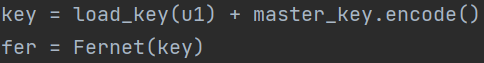 key = load_key(u1) + master_key.encode()
fer = Fernet(key)